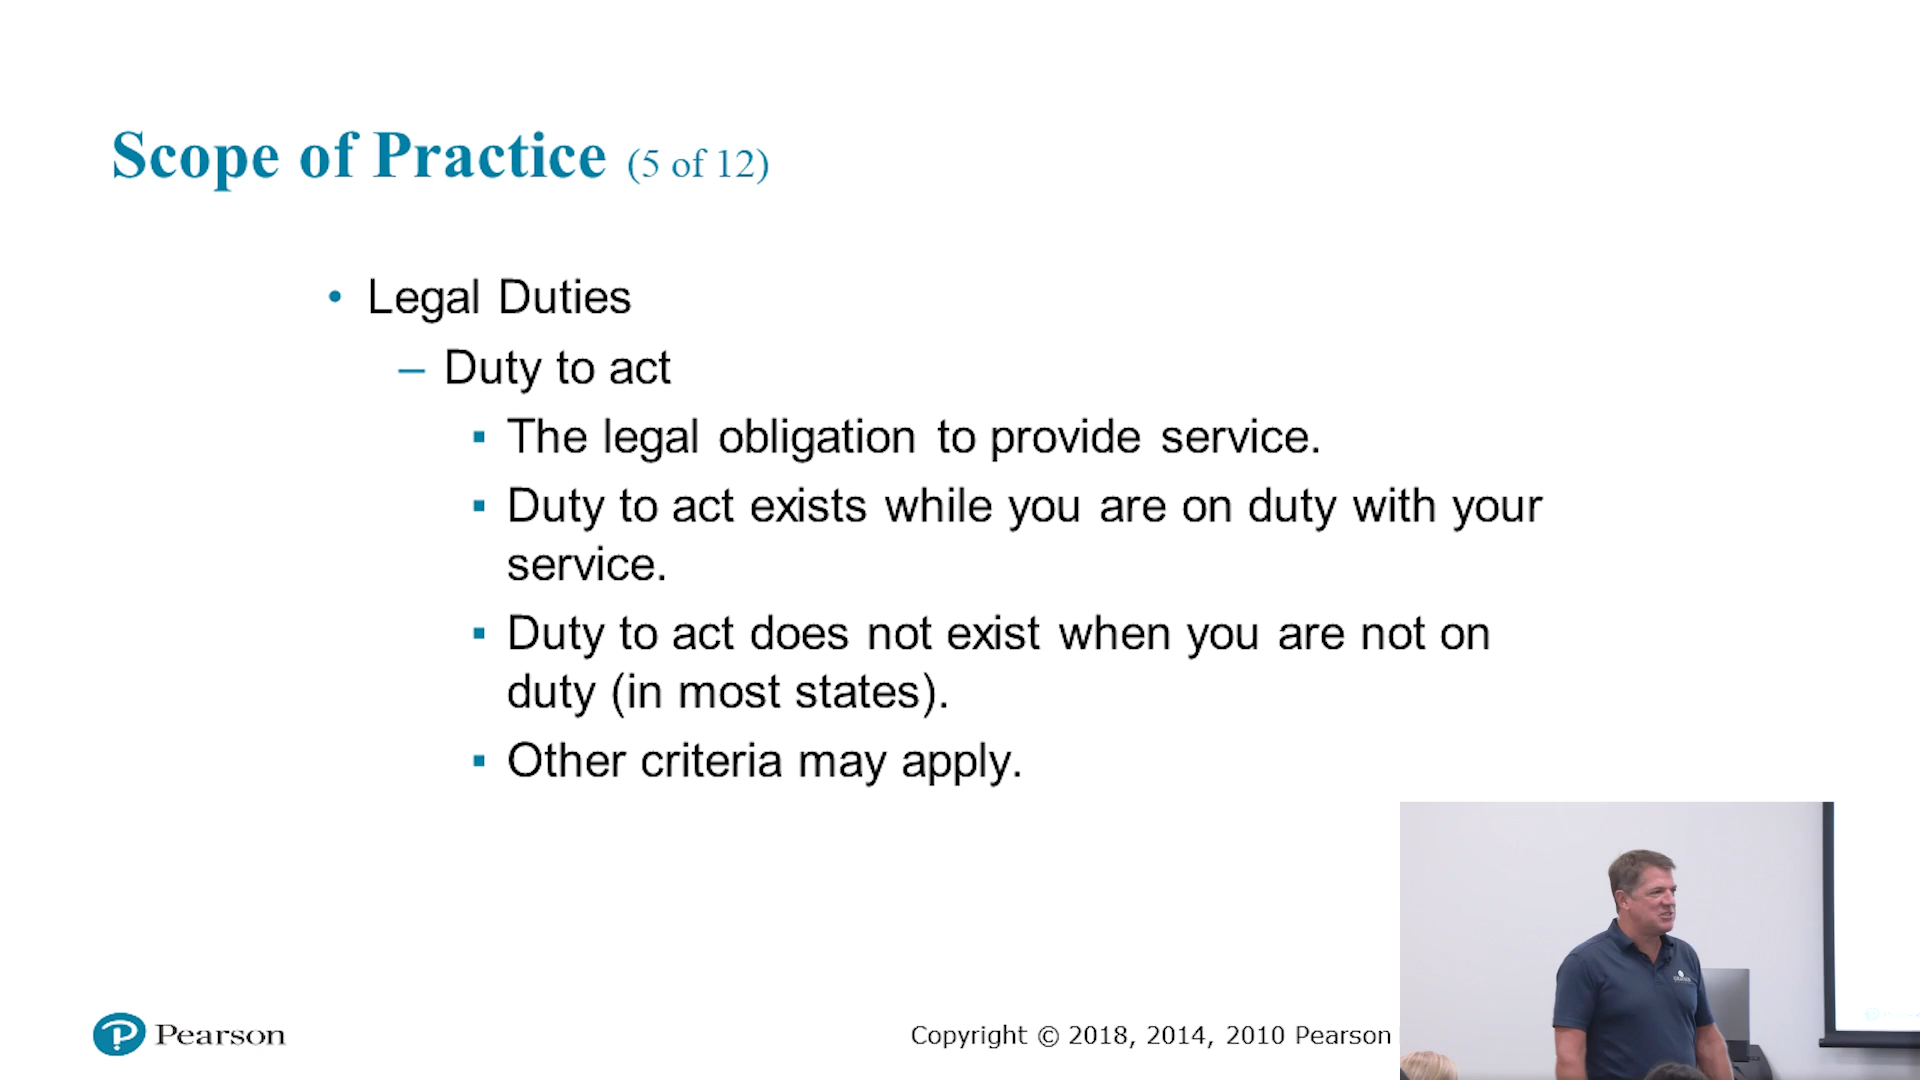 Scope of Practice (5 of 12)
• Legal Duties
– Duty to act
▪ The legal obligation to provide service.
▪ Duty to act exists while you are on duty with your
service.
▪ Duty to act does not exist when you are not on
duty (in most states).
▪ Other criteria may apply.
Pearson
Copyright © 2018, 2014, 2010 Pearson